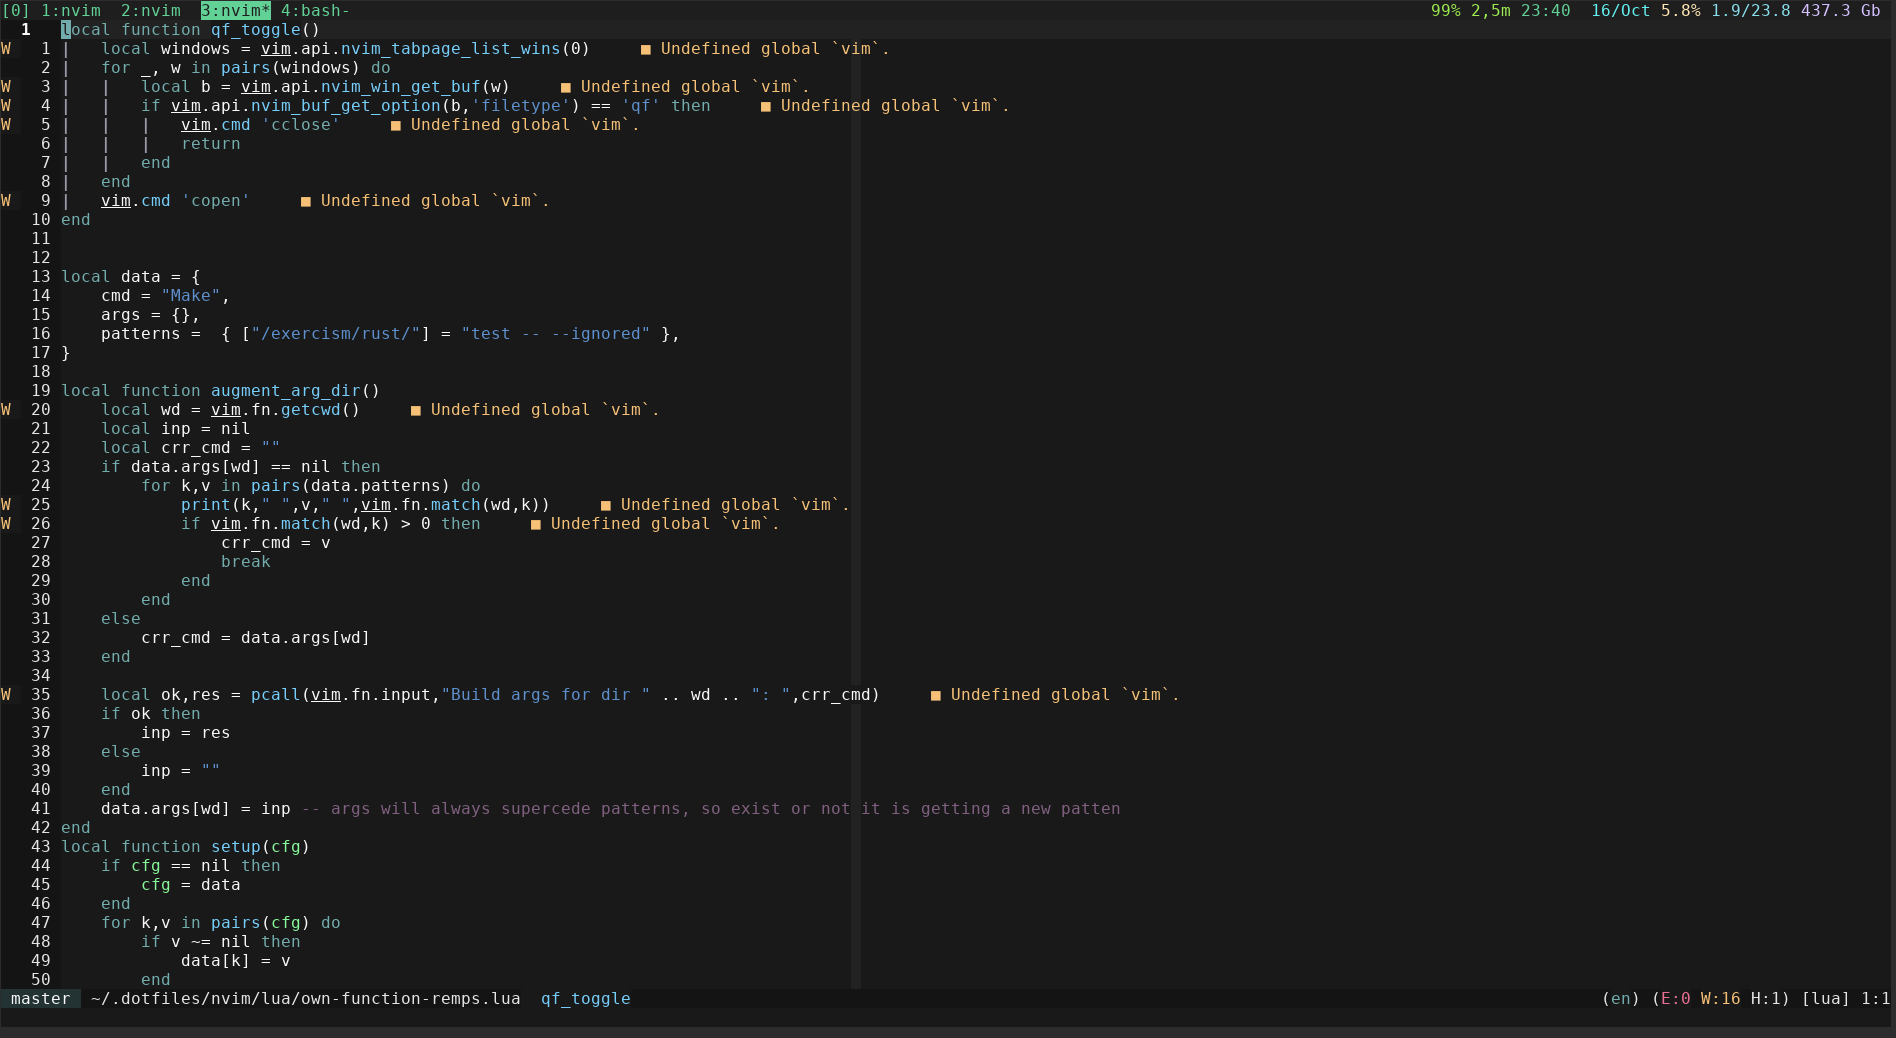 [0] 1:nvim  2:nvim  3:nvim* 4:bash-  99% 2,5m 23:40  16/Oct 5.8% 1.9/23.8 437.3 Gb
  1   local function qf_toggle()
W   1 |   local windows = vim.api.nvim_tabpage_list_wins(0)     ■ Undefined global `vim`.
    2 |   for _, w in pairs(windows) do
W   3 |   |   local b = vim.api.nvim_win_get_buf(w)     ■ Undefined global `vim`.
W   4 |   |   if vim.api.nvim_buf_get_option(b,'filetype') == 'qf' then     ■ Undefined global `vim`.
W   5 |   |   |   vim.cmd 'cclose'     ■ Undefined global `vim`.
    6 |   |   |   return
    7 |   |   end
    8 |   end
W   9 |   vim.cmd 'copen'     ■ Undefined global `vim`.
   10 end
   11
   12
   13 local data = {
   14     cmd = "Make",
   15     args = {},
   16     patterns =  { ["/exercism/rust/"] = "test -- --ignored" },
   17 }
   18
   19 local function augment_arg_dir()
W  20     local wd = vim.fn.getcwd()     ■ Undefined global `vim`.
   21     local inp = nil
   22     local crr_cmd = ""
   23     if data.args[wd] == nil then
   24         for k,v in pairs(data.patterns) do
W  25             print(k," ",v," ",vim.fn.match(wd,k))     ■ Undefined global `vim`.
W  26             if vim.fn.match(wd,k) > 0 then     ■ Undefined global `vim`.
   27                 crr_cmd = v
   28                 break
   29             end
   30         end
   31     else
   32         crr_cmd = data.args[wd]
   33     end
   34
W  35     local ok,res = pcall(vim.fn.input,"Build args for dir " .. wd .. ": ",crr_cmd)     ■ Undefined global `vim`.
   36     if ok then
   37         inp = res
   38     else
   39         inp = ""
   40     end
   41     data.args[wd] = inp -- args will always supercede patterns, so exist or not it is getting a new patten
   42 end
   43 local function setup(cfg)
   44     if cfg == nil then
   45         cfg = data
   46     end
   47     for k,v in pairs(cfg) do
   48         if v ~= nil then
   49             data[k] = v
   50         end
master  ~/.dotfiles/nvim/lua/own-function-remps.lua  qf_toggle  (en) (E:0 W:16 H:1) [lua] 1:1